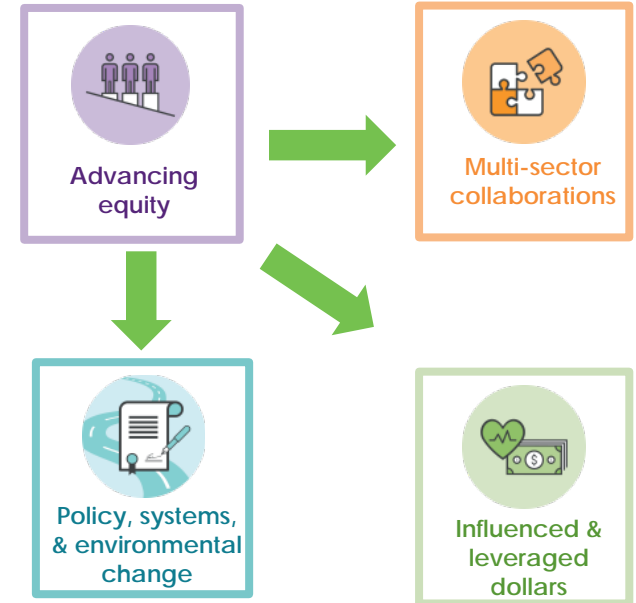 Advancing
equity
Multi-sector
collaborations
Policy, systems,
& environmental
change
$
Influenced &
leveraged
dollars